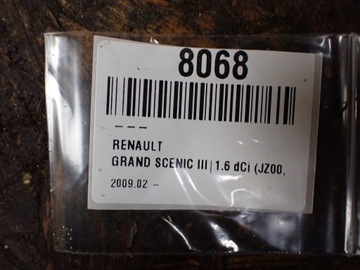 8068
---
RENAULT
GRAND SCENIC III|1.6 dCi (JZ00,
2009.02 -